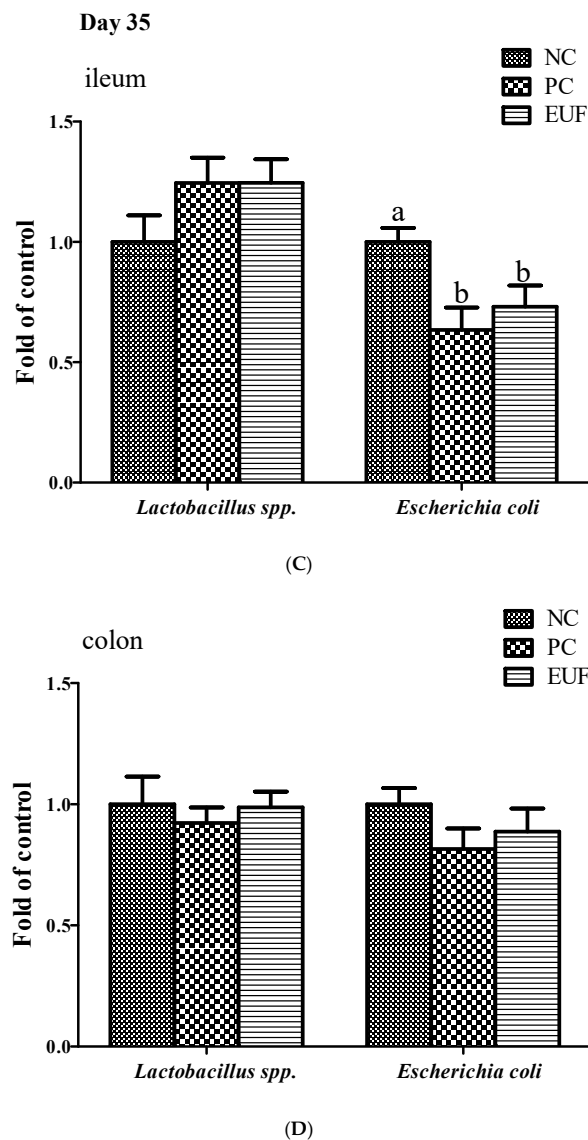 Day 35
ileum
NC
PC
EUF
1.5
1.0
0.5
0.0
Fold of control
a
b
b
Lactobacillus spp.
Escherichia coli
(C)
colon
NC
PC
EUF
1.5
1.0
0.5
0.0
Fold of control
Lactobacillus spp.
Escherichia coli
(D)